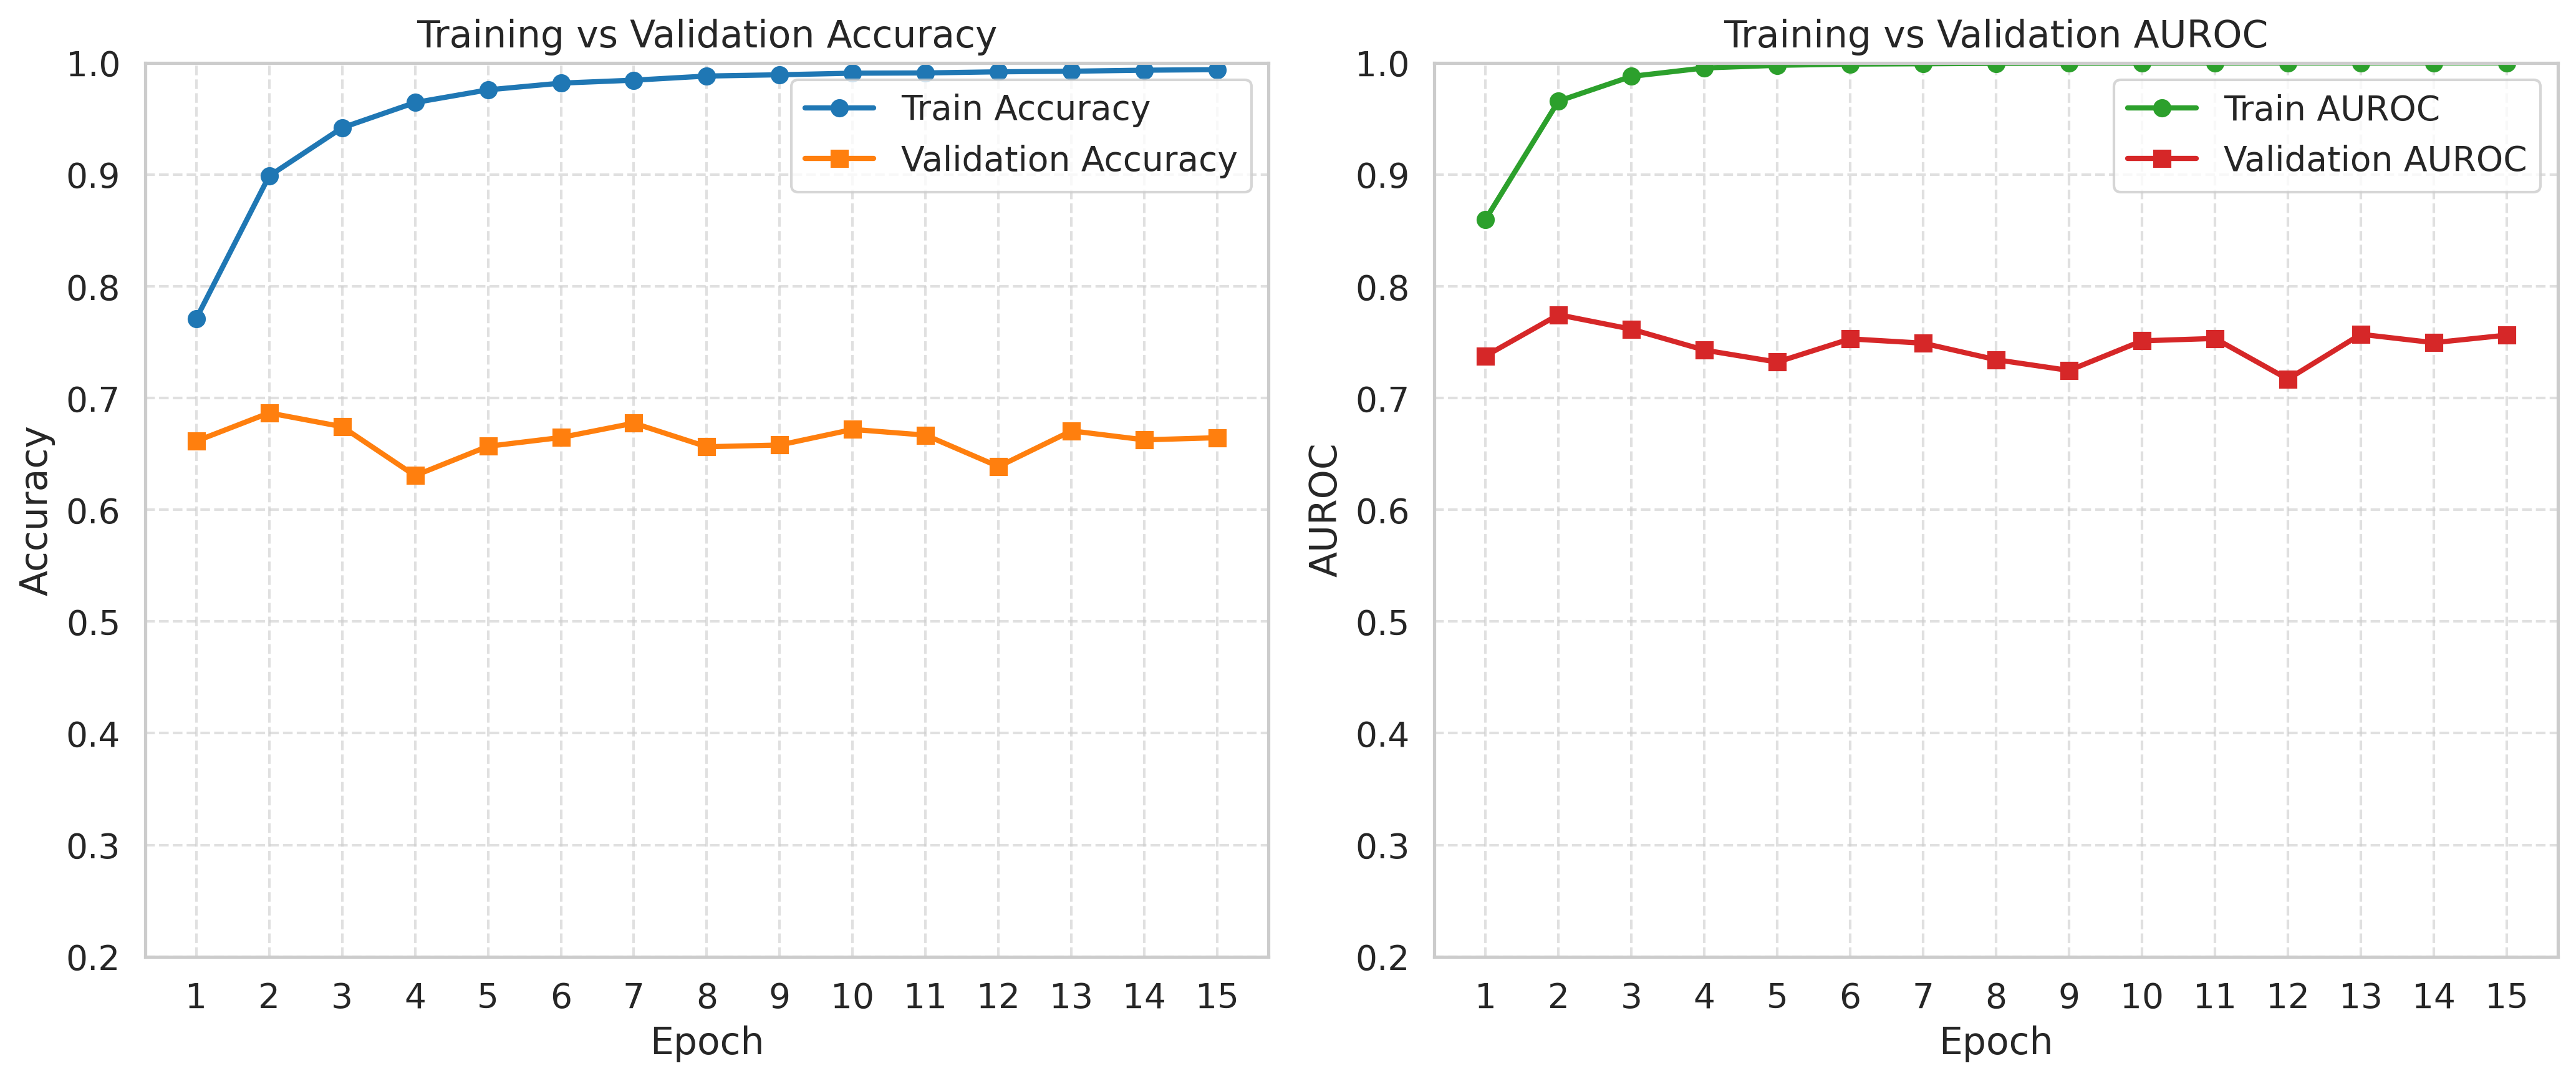 Training vs Validation Accuracy
1.0
0.9
0.8
0.7
0.6
0.5
0.4
0.3
0.2
Accuracy
Train Accuracy
Validation Accuracy
1 2 3 4 5 6 7 8 9 10 11 12 13 14 15
Epoch
Training vs Validation AUROC
1.0
0.9
0.8
0.7
0.6
0.5
0.4
0.3
0.2
AUROC
Train AUROC
Validation AUROC
1 2 3 4 5 6 7 8 9 10 11 12 13 14 15
Epoch